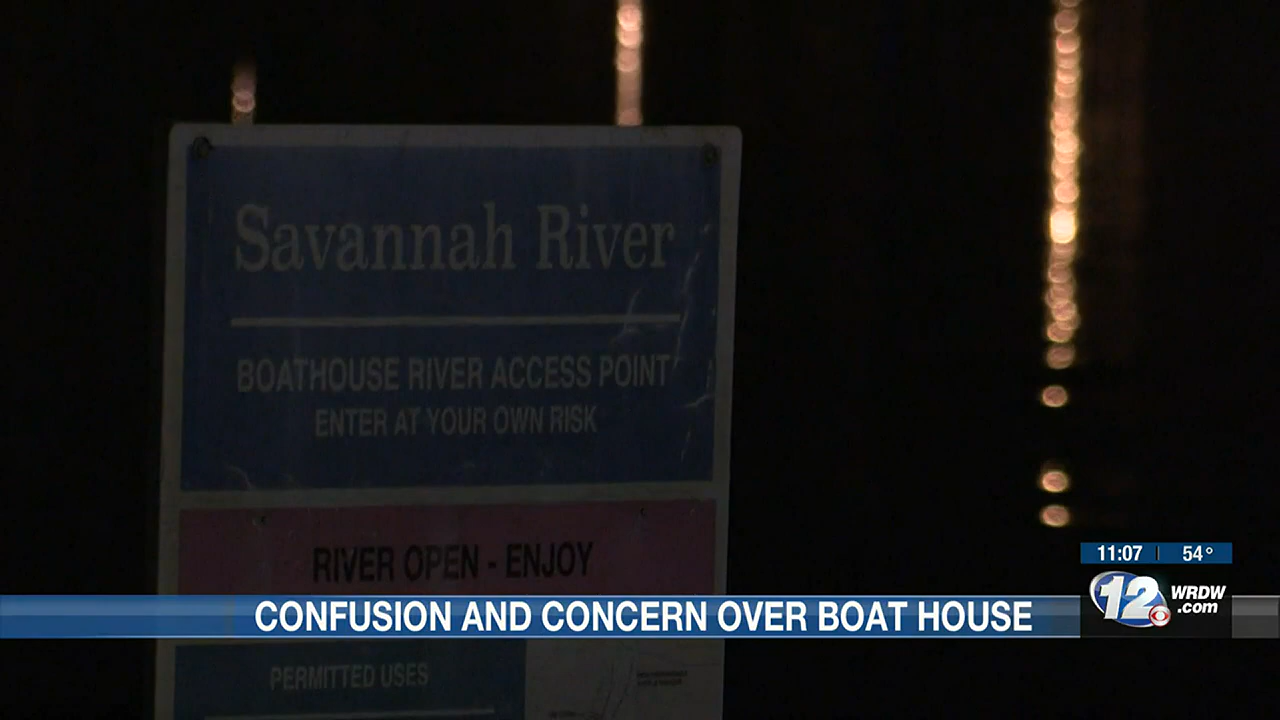 Savannah River
BOATHOUSE RIVER ACCESS POINT
ENTER AT YOUR OWN RISK
RIVER OPEN - ENJOY
11:07 54°
CONFUSION AND CONCERN OVER BOAT HOUSE
12 WRDW
.com
PERMITTED USES